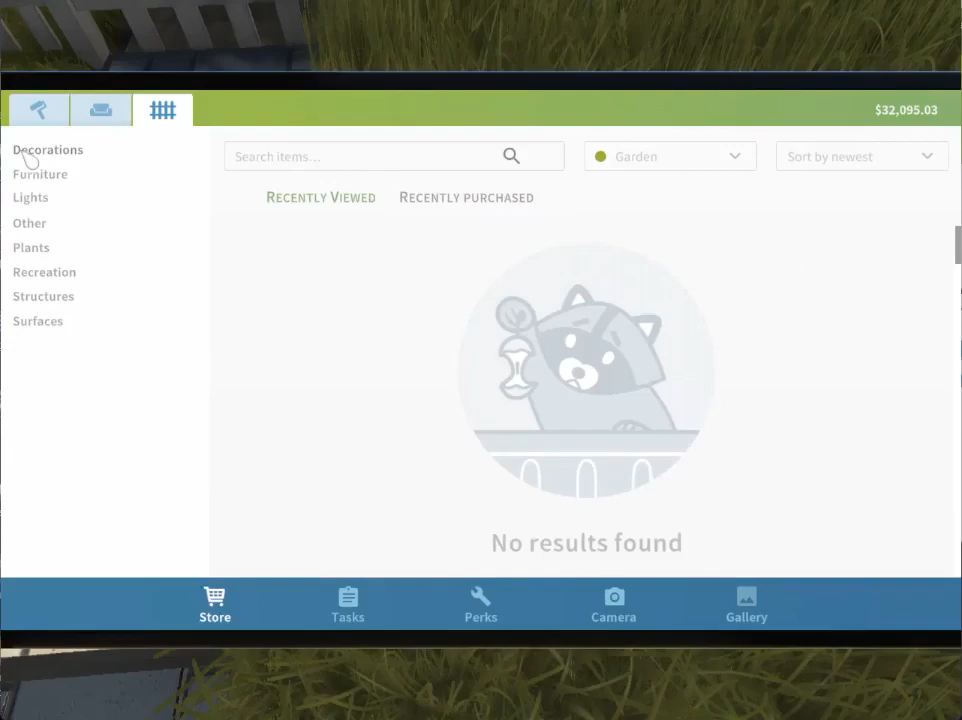 $32,095.03
Decorations
Furniture
Lights
Other
Plants
Recreation
Structures
Surfaces
Search items...
Garden
Sort by newest
RECENTLY VIEWED
RECENTLY PURCHASED
No results found
Store
Tasks
Perks
Camera
Gallery